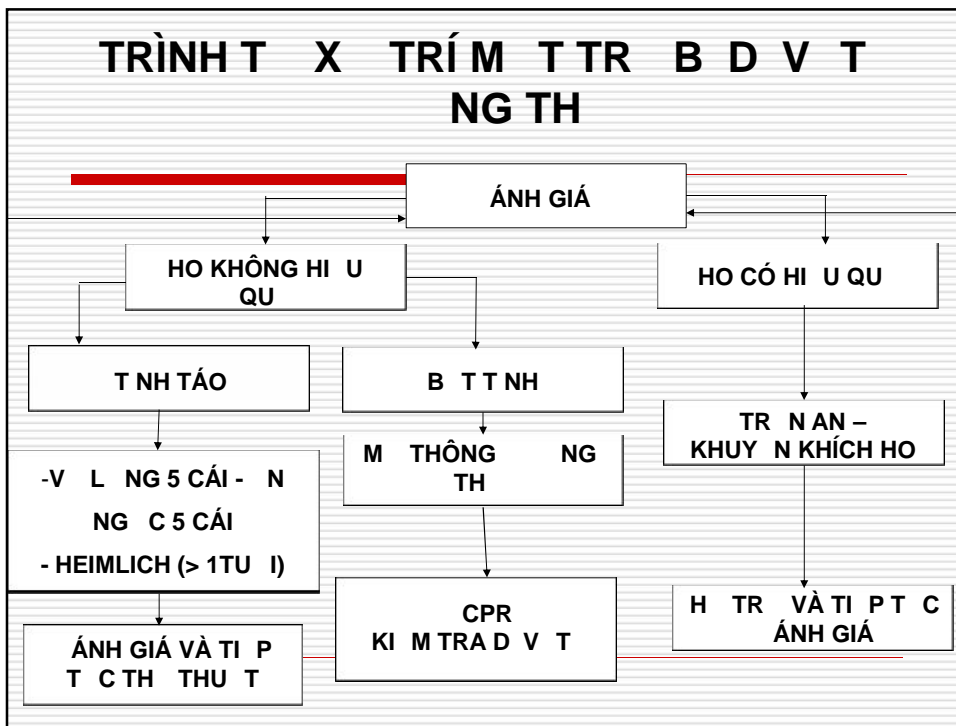 TRÌNH T X TRÍ M T TR B D V T
NG TH
ÁNH GIÁ
HO KHÔNG HI U
QU
HO CÓ HI U QU
T NH TÁO
B T T NH
TR N AN –
KHUY N KHÍCH HO
M THÔNG NG
TH
-V L NG 5 CÁI - N
NG C 5 CÁI
- HEIMLICH (> 1TU I)
CPR
KI M TRA D V T
H TR VÀ TI P T C
ÁNH GIÁ
ÁNH GIÁ VÀ TI P
T C TH THU T